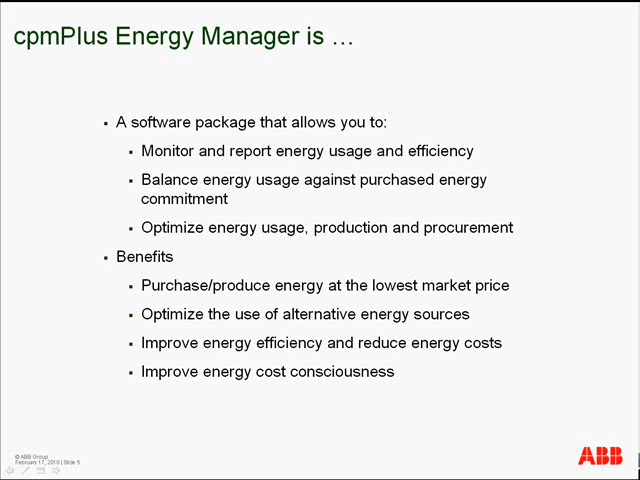 cpmPlus Energy Manager is …
A software package that allows you to:
Monitor and report energy usage and efficiency
Balance energy usage against purchased energy
commitment
Optimize energy usage, production and procurement
Benefits
Purchase/produce energy at the lowest market price
Optimize the use of alternative energy sources
Improve energy efficiency and reduce energy costs
Improve energy cost consciousness
© ABB Group
February 17, 2010 | Slide 5
ABB